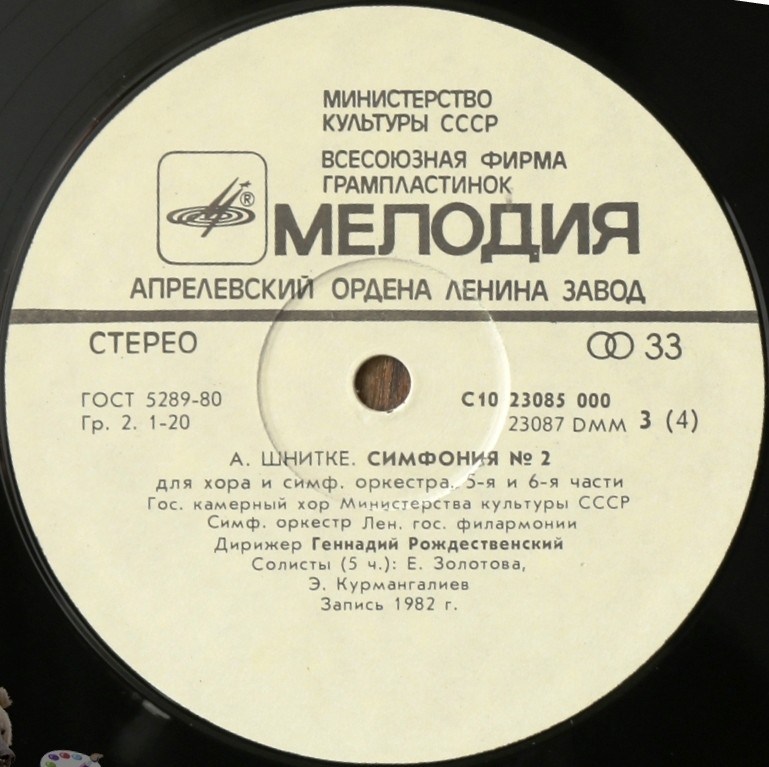 МИНИСТЕРСТВО
КУЛЬТУРЫ СССР
ВСЕСОЮЗНАЯ ФИРМА
ГРАМПЛАСТИНОК
®
МЕЛОДИЯ
АПРЕЛЕВСКИЙ ОРДЕНА ЛЕНИНА ЗАВОД
СТЕРЕО
33
ГОСТ 5289-80
С10 23085 000
Гр. 2. 1-20
23087 DMM 3 (4)
А. ШНИТКЕ. СИМФОНИЯ № 2
для хора и симф. оркестра. 5-я и 6-я части
Гос. камерный хор Министерства культуры СССР
Симф. оркестр Лен. гос. филармонии
Дирижер Геннадий Рождественский
Солисты (5 ч.): Е. Золотова,
Э. Курмангалиев
Запись 1982 г.